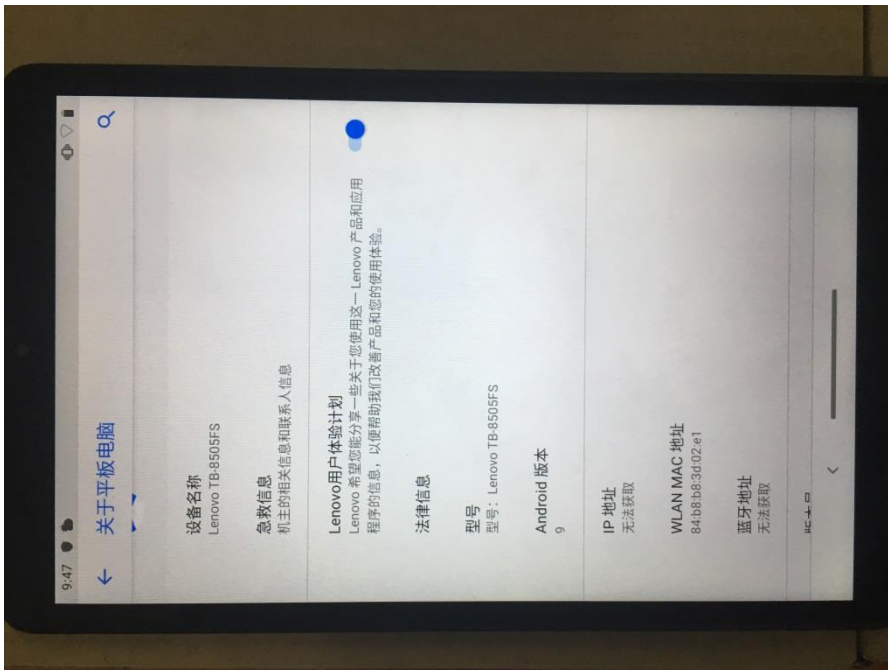 9:47
关于平板电脑
设备名称
Lenovo TB-8505FS
急救信息
机主的相关信息和联系人信息
Lenovo用户体验计划
Lenovo 希望您能分享一些关于您使用这一 Lenovo 产品和应用
程序的信息，以便帮助我们改善产品和您的使用体验。
法律信息
型号
型号：Lenovo TB-8505FS
Android 版本
9
IP 地址
无法获取
WLAN MAC 地址
84:b8:b8:3d:02:e1
蓝牙地址
无法获取